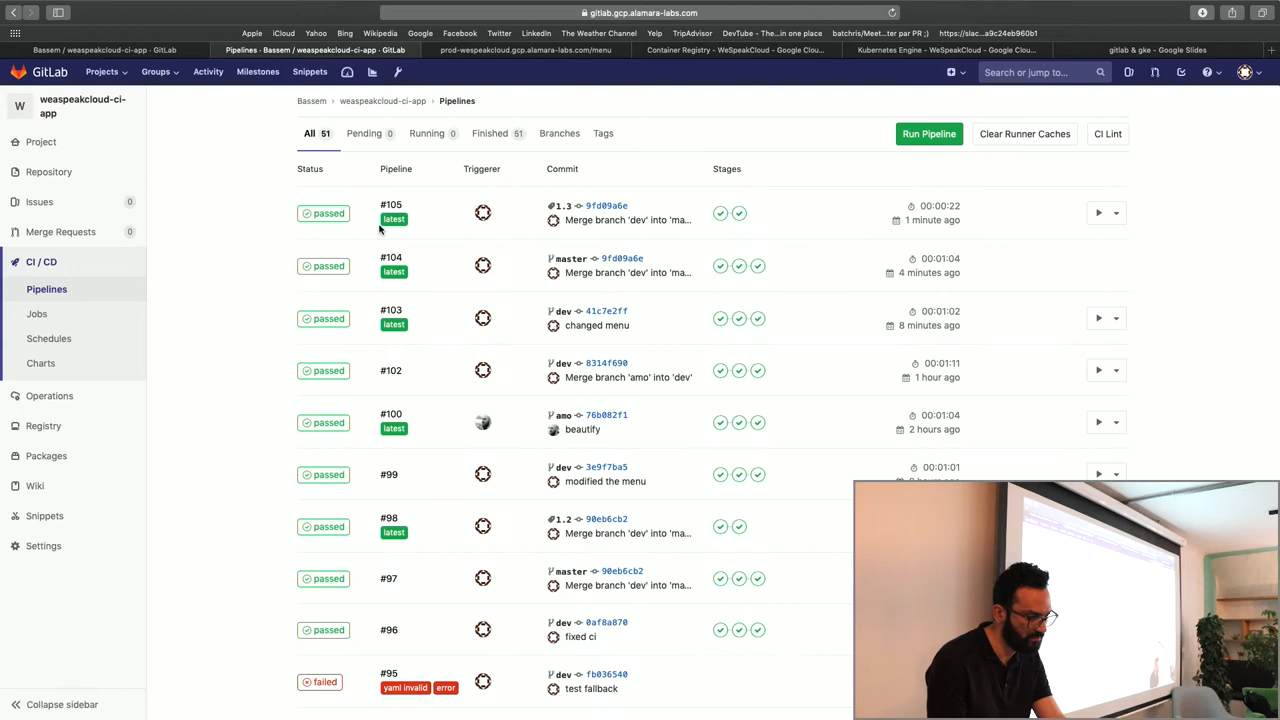 gitlab.gcp.alamara-labs.com
Apple iCloud Yahoo Bing Wikipedia Google Facebook Twitter LinkedIn The Weather Channel Yelp TripAdvisor DevTube - The...in one place batchris/Meet...ter par PR ;) https://slac...a9c24eb960b1
Bassem / weaspeakcloud-ci-app · GitLab
Pipelines · Bassem / weaspeakcloud-ci-app · GitLab
prod-wespeakcloud.gcp.alamara-labs.com/menu
Container Registry - WeSpeakCloud - Google Clou...
Kubernetes Engine - WeSpeakCloud - Google Clou...
gitlab & gke - Google Slides
GitLab Projects Groups Activity Milestones Snippets
Search or jump to...
W weaspeakcloud-ci-
app
Project
Repository
Issues 0
Merge Requests 0
CI / CD
Pipelines
Jobs
Schedules
Charts
Operations
Registry
Packages
Wiki
Snippets
Settings
Collapse sidebar
Bassem › weaspeakcloud-ci-app › Pipelines
All 51 Pending 0 Running 0 Finished 51 Branches Tags
Run Pipeline Clear Runner Caches CI Lint
Status Pipeline Triggerer Commit Stages
passed #105 latest 1.3 9fd09a6e 00:00:22
Merge branch 'dev' into 'ma... 1 minute ago
passed #104 latest master 9fd09a6e 00:01:04
Merge branch 'dev' into 'ma... 4 minutes ago
passed #103 latest dev 41c7e2ff 00:01:02
changed menu 8 minutes ago
passed #102 dev 8314f690 00:01:11
Merge branch 'amo' into 'dev' 1 hour ago
passed #100 latest amo 76b082f1 00:01:04
beautify 2 hours ago
passed #99 dev 3e9f7ba5 00:01:01
modified the menu
passed #98 latest 1.2 90eb6cb2
Merge branch 'dev' into 'ma...
passed #97 master 90eb6cb2
Merge branch 'dev' into 'ma...
passed #96 dev 0af8a870
fixed ci
failed #95 yaml invalid error dev fb036540
test fallback